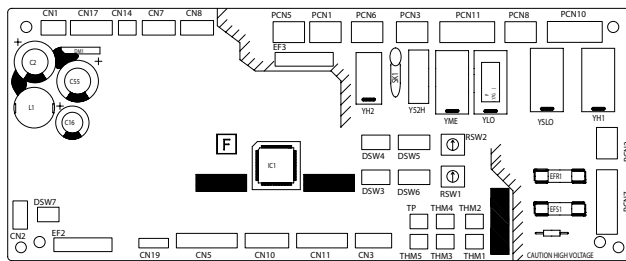 CN1 CN17 CN14 CN7 CN8 PCN5 PCN1 PCN6 PCN3 PCN11 PCN8 PCN10
EF3
DM1
C2
C55
L1
C16
SK1
YH2 YS2H YME YLO YSLO YH1
F
IC1
DSW4 DSW5 RSW2
DSW3 DSW6 RSW1
EFR1
EFS1
DSW7
CN2
EF2
TP THM4 THM2
THM5 THM3 THM1
CN19 CN5 CN10 CN11 CN3
CAUTION HIGH VOLTAGE